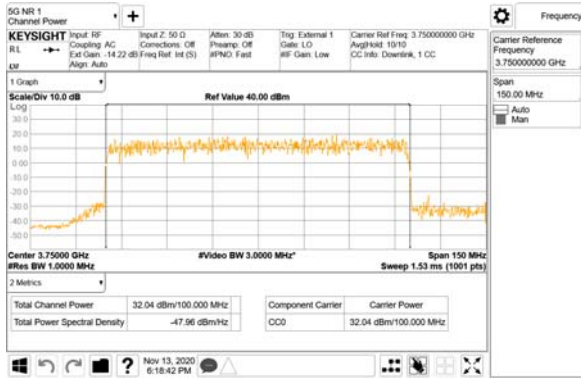 5G NR 1
Channel Power
Frequency
KEYSIGHT
RL
LXI
Input: RF
Coupling: AC
Ext Gain: -14.22 dB
Align: Auto
Input Z: 50 Ω
Corrections: Off
Freq Ref: Int (S)
Atten: 30 dB
Preamp: Off
#PNO: Fast
Trig: External 1
Gate: LO
#IF Gain: Low
Carrier Ref Freq: 3.750000000 GHz
Avg|Hold: 10/10
CC Info: Downlink, 1 CC
Carrier Reference
Frequency
3.750000000 GHz
Span
150.00 MHz
Auto
Man
1 Graph
Scale/Div 10.0 dB
Ref Value 40.00 dBm
Log
30.0
20.0
10.0
0.00
-10.0
-20.0
-30.0
-40.0
-50.0
Center 3.75000 GHz
#Video BW 3.0000 MHz*
Span 150 MHz
#Res BW 1.0000 MHz
Sweep 1.53 ms (1001 pts)
2 Metrics
Total Channel Power 32.04 dBm/100.000 MHz
Total Power Spectral Density -47.96 dBm/Hz
Component Carrier Carrier Power
CC0 32.04 dBm/100.000 MHz
?
Nov 13, 2020
6:18:42 PM